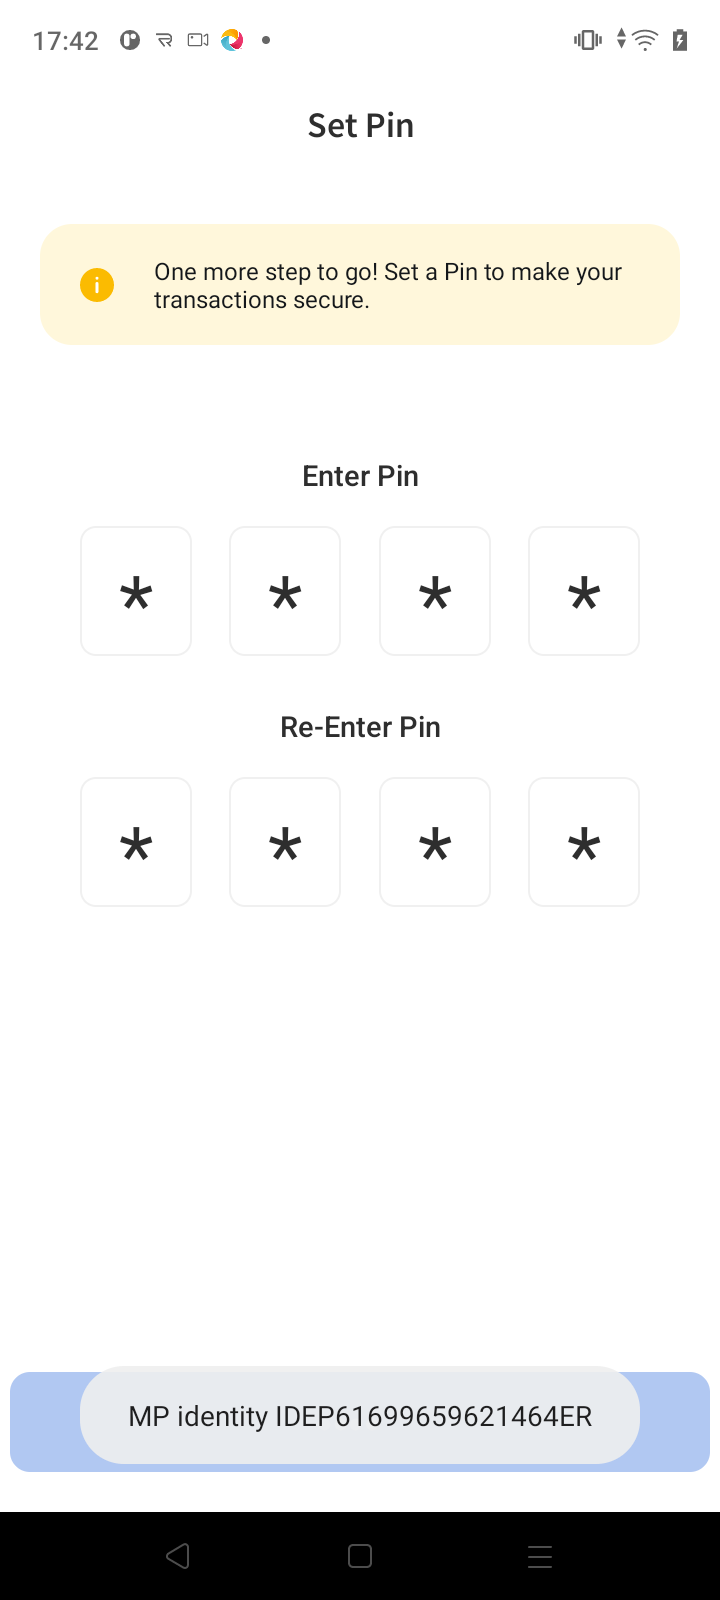 17:42
Set Pin
One more step to go! Set a Pin to make your
transactions secure.
Enter Pin
* * * *
Re-Enter Pin
* * * *
MP identity IDEP61699659621464ER